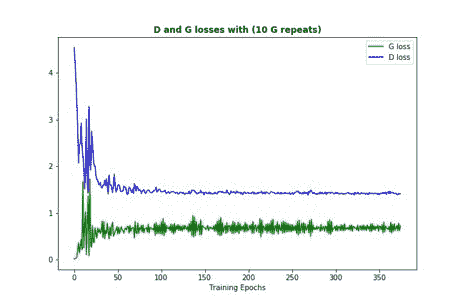 D and G losses with (10 G repeats)
G loss
D loss
4
3
2
1
0
0 50 100 150 200 250 300 350
Training Epochs